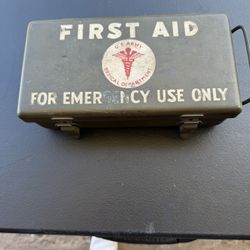 FIRST AID
U.S. ARMY
MEDICAL DEPARTMENT
FOR EMERGENCY USE ONLY